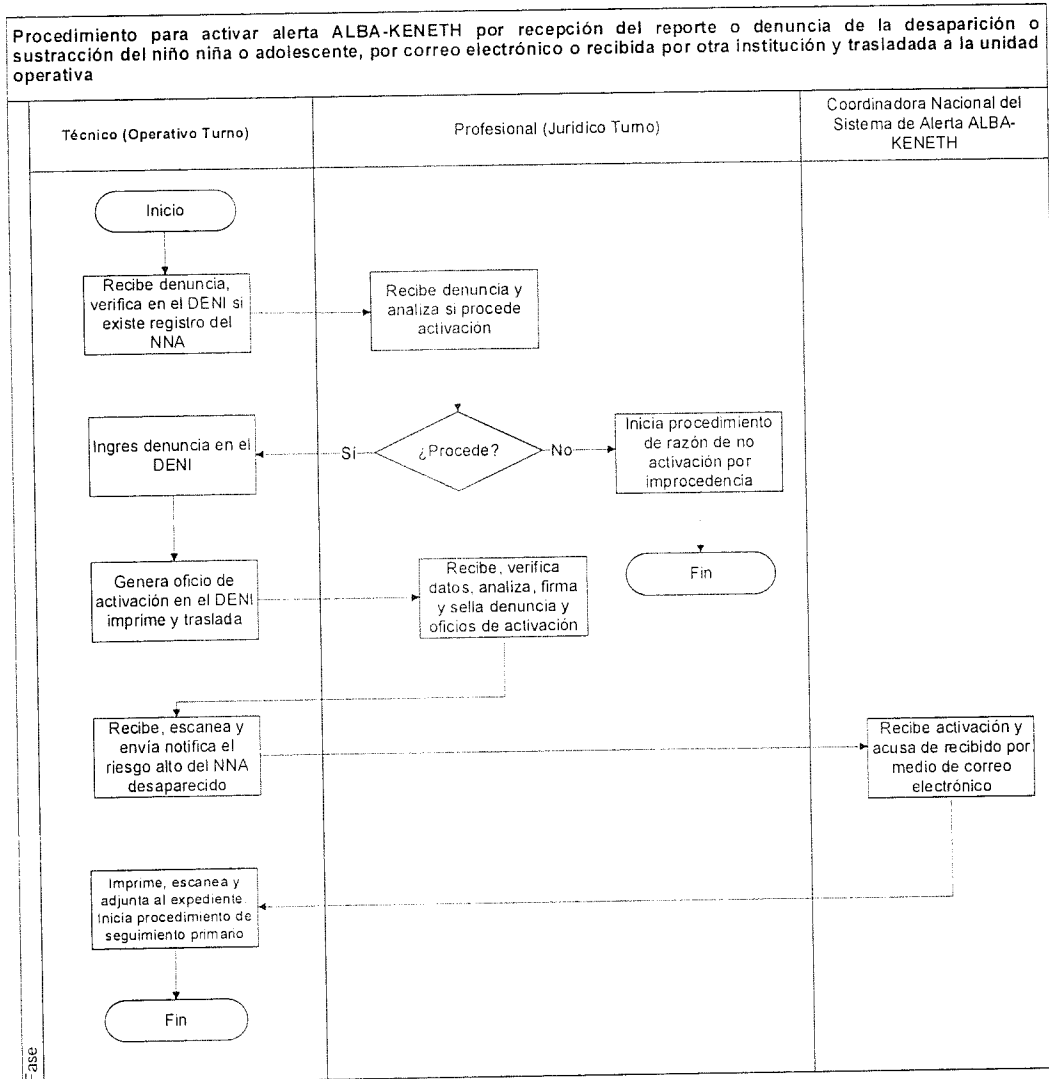 Procedimiento para activar alerta ALBA-KENETH por recepción del reporte o denuncia de la desaparición o
sustracción del niño niña o adolescente, por correo electrónico o recibida por otra institución y trasladada a la unidad
operativa
Técnico (Operativo Turno)
Profesional (Juridico Turno)
Coordinadora Nacional del
Sistema de Alerta ALBA-
KENETH
Inicio
Recibe denuncia,
verifica en el DENI si
existe registro del
NNA
Recibe denuncia y
analiza si procede
activación
Ingres denuncia en el
DENI
Sí
¿Procede?
No
Inicia procedimiento
de razón de no
activación por
improcedencia
Genera oficio de
activación en el DENI
imprime y traslada
Recibe, verifica
datos, analiza, firma
y sella denuncia y
oficios de activación
Fin
Recibe, escanea y
envía notifica el
riesgo alto del NNA
desaparecido
Recibe activación y
acusa de recibido por
medio de correo
electrónico
Imprime, escanea y
adjunta al expediente.
Inicia procedimiento de
seguimiento primario
Fin
Fase